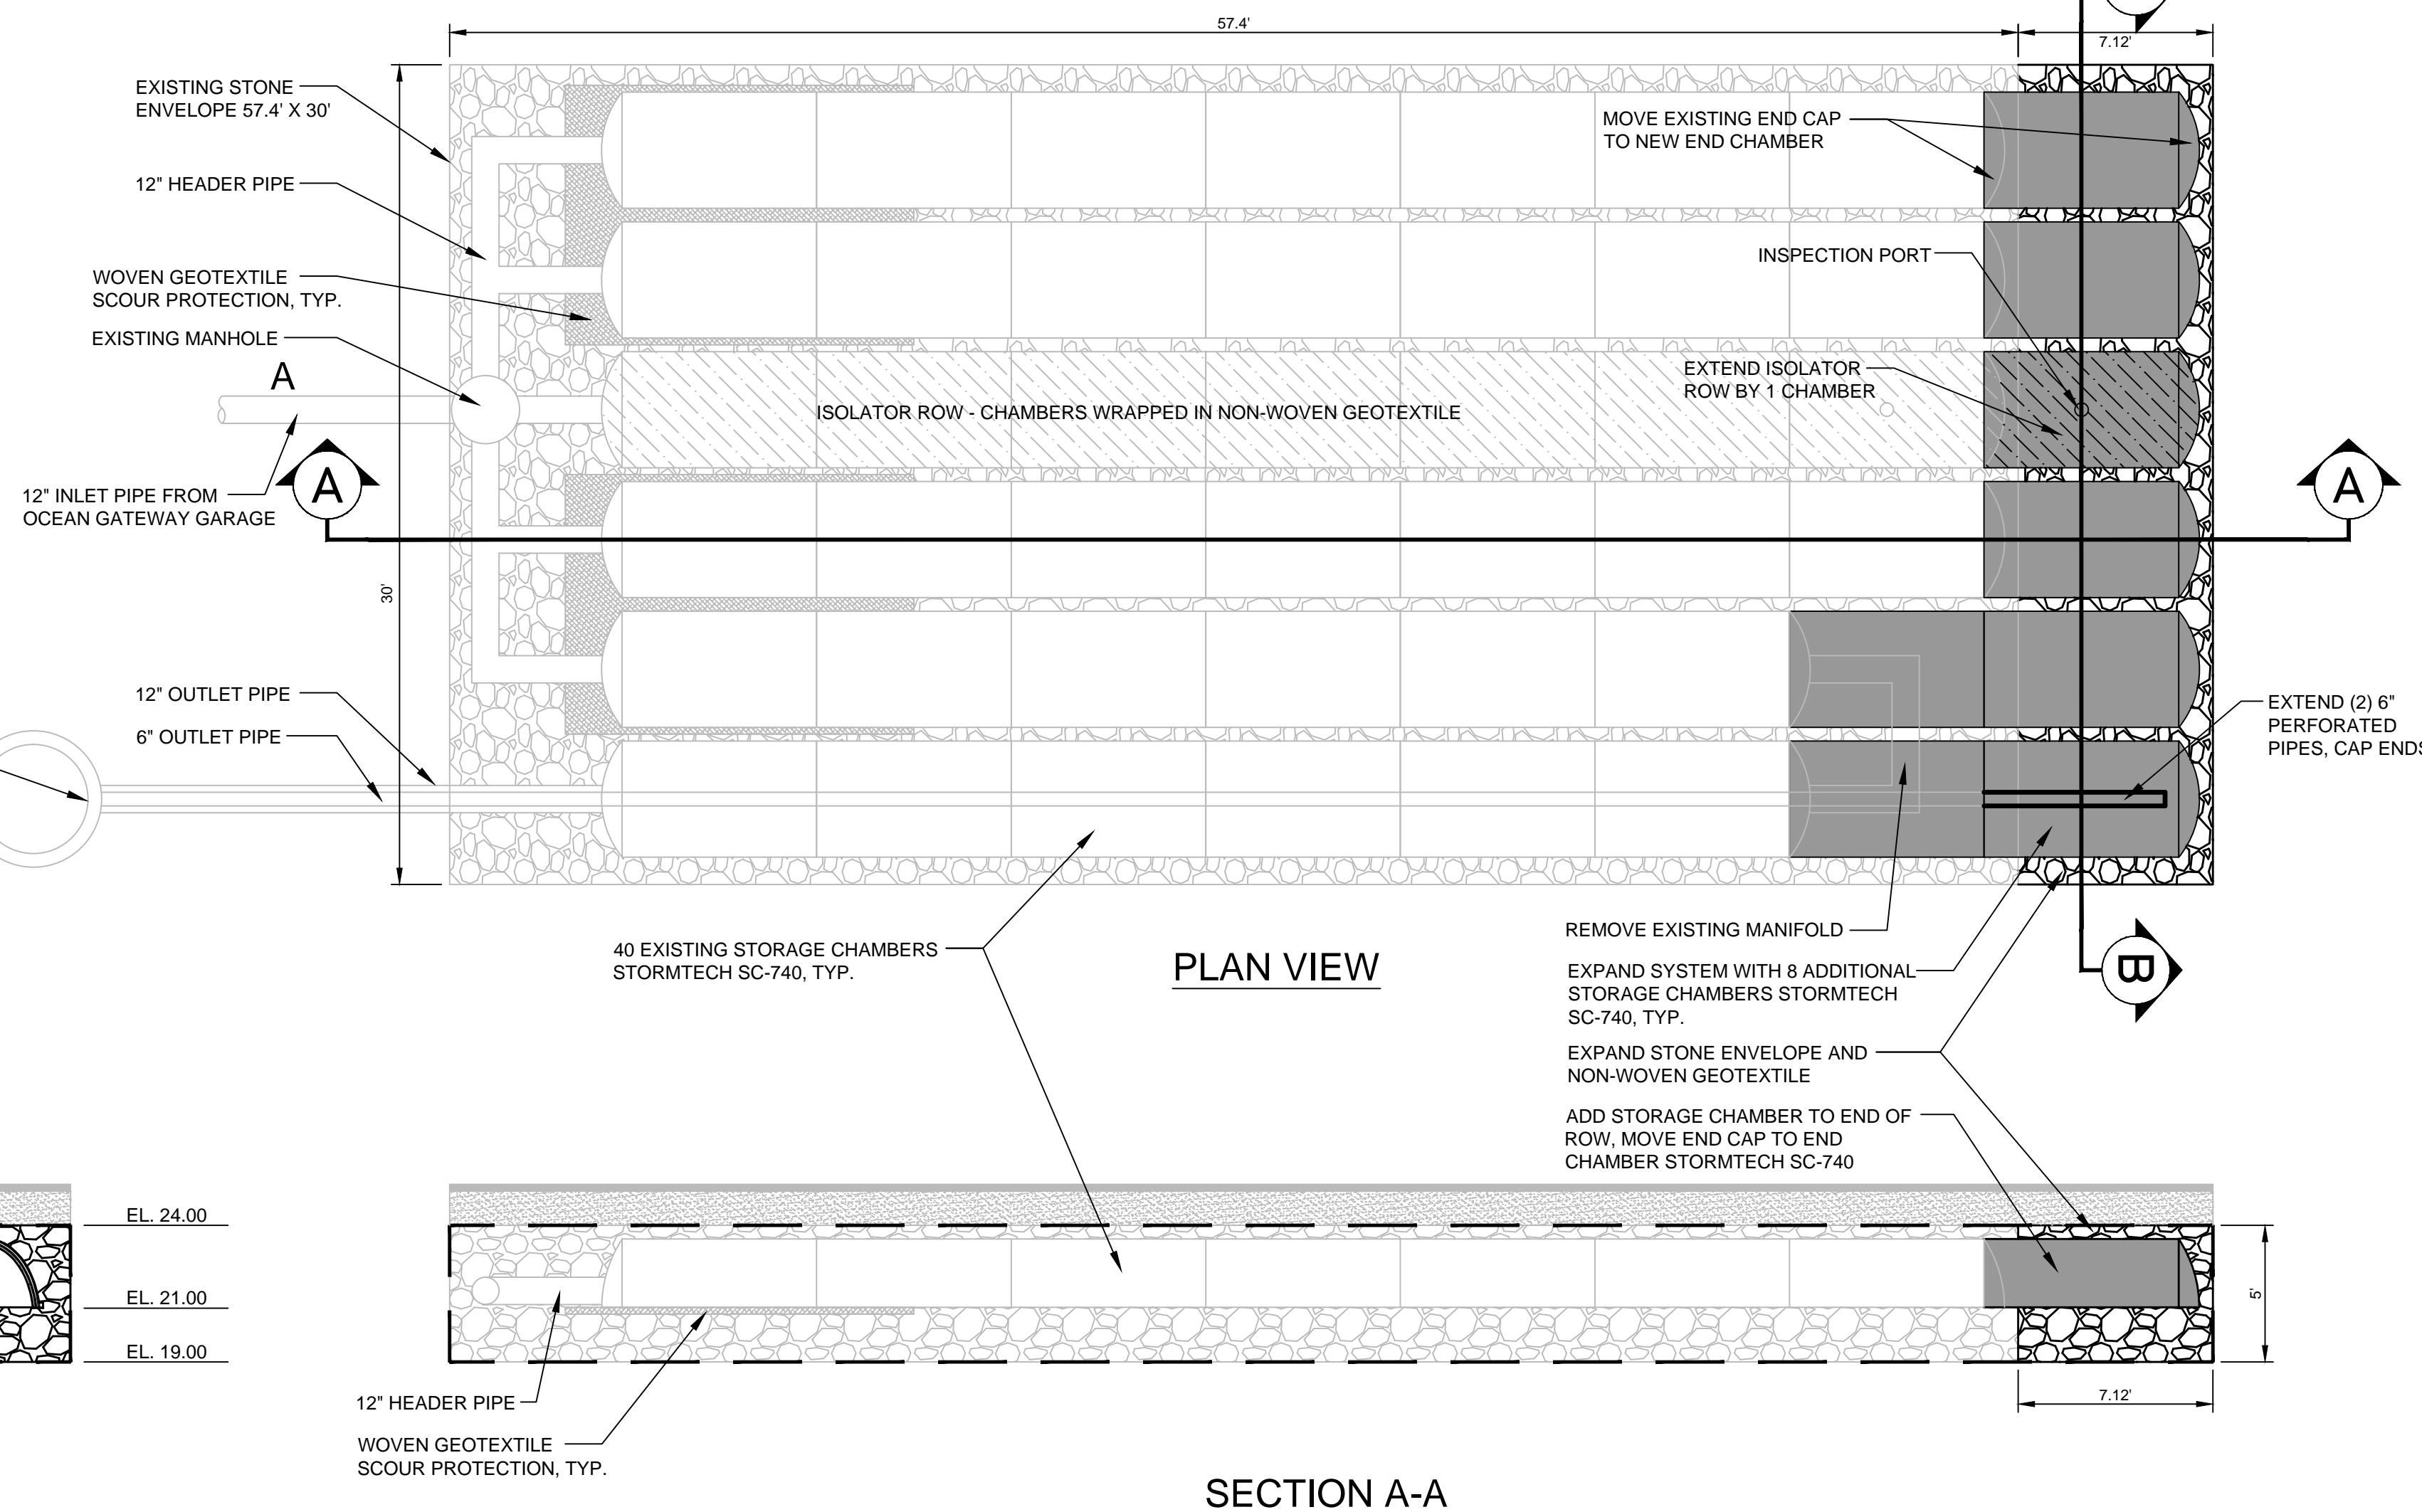 57.4'
7.12'
EXISTING STONE
ENVELOPE 57.4' X 30'
12" HEADER PIPE
WOVEN GEOTEXTILE
SCOUR PROTECTION, TYP.
EXISTING MANHOLE
A
12" INLET PIPE FROM
OCEAN GATEWAY GARAGE
A
30'
12" OUTLET PIPE
6" OUTLET PIPE
MOVE EXISTING END CAP
TO NEW END CHAMBER
INSPECTION PORT
EXTEND ISOLATOR
ROW BY 1 CHAMBER
ISOLATOR ROW - CHAMBERS WRAPPED IN NON-WOVEN GEOTEXTILE
A
EXTEND (2) 6"
PERFORATED
PIPES, CAP ENDS
40 EXISTING STORAGE CHAMBERS
STORMTECH SC-740, TYP.
PLAN VIEW
REMOVE EXISTING MANIFOLD
EXPAND SYSTEM WITH 8 ADDITIONAL
STORAGE CHAMBERS STORMTECH
SC-740, TYP.
EXPAND STONE ENVELOPE AND
NON-WOVEN GEOTEXTILE
ADD STORAGE CHAMBER TO END OF
ROW, MOVE END CAP TO END
CHAMBER STORMTECH SC-740
B
EL. 24.00
EL. 21.00
EL. 19.00
5'
7.12'
12" HEADER PIPE
WOVEN GEOTEXTILE
SCOUR PROTECTION, TYP.
SECTION A-A